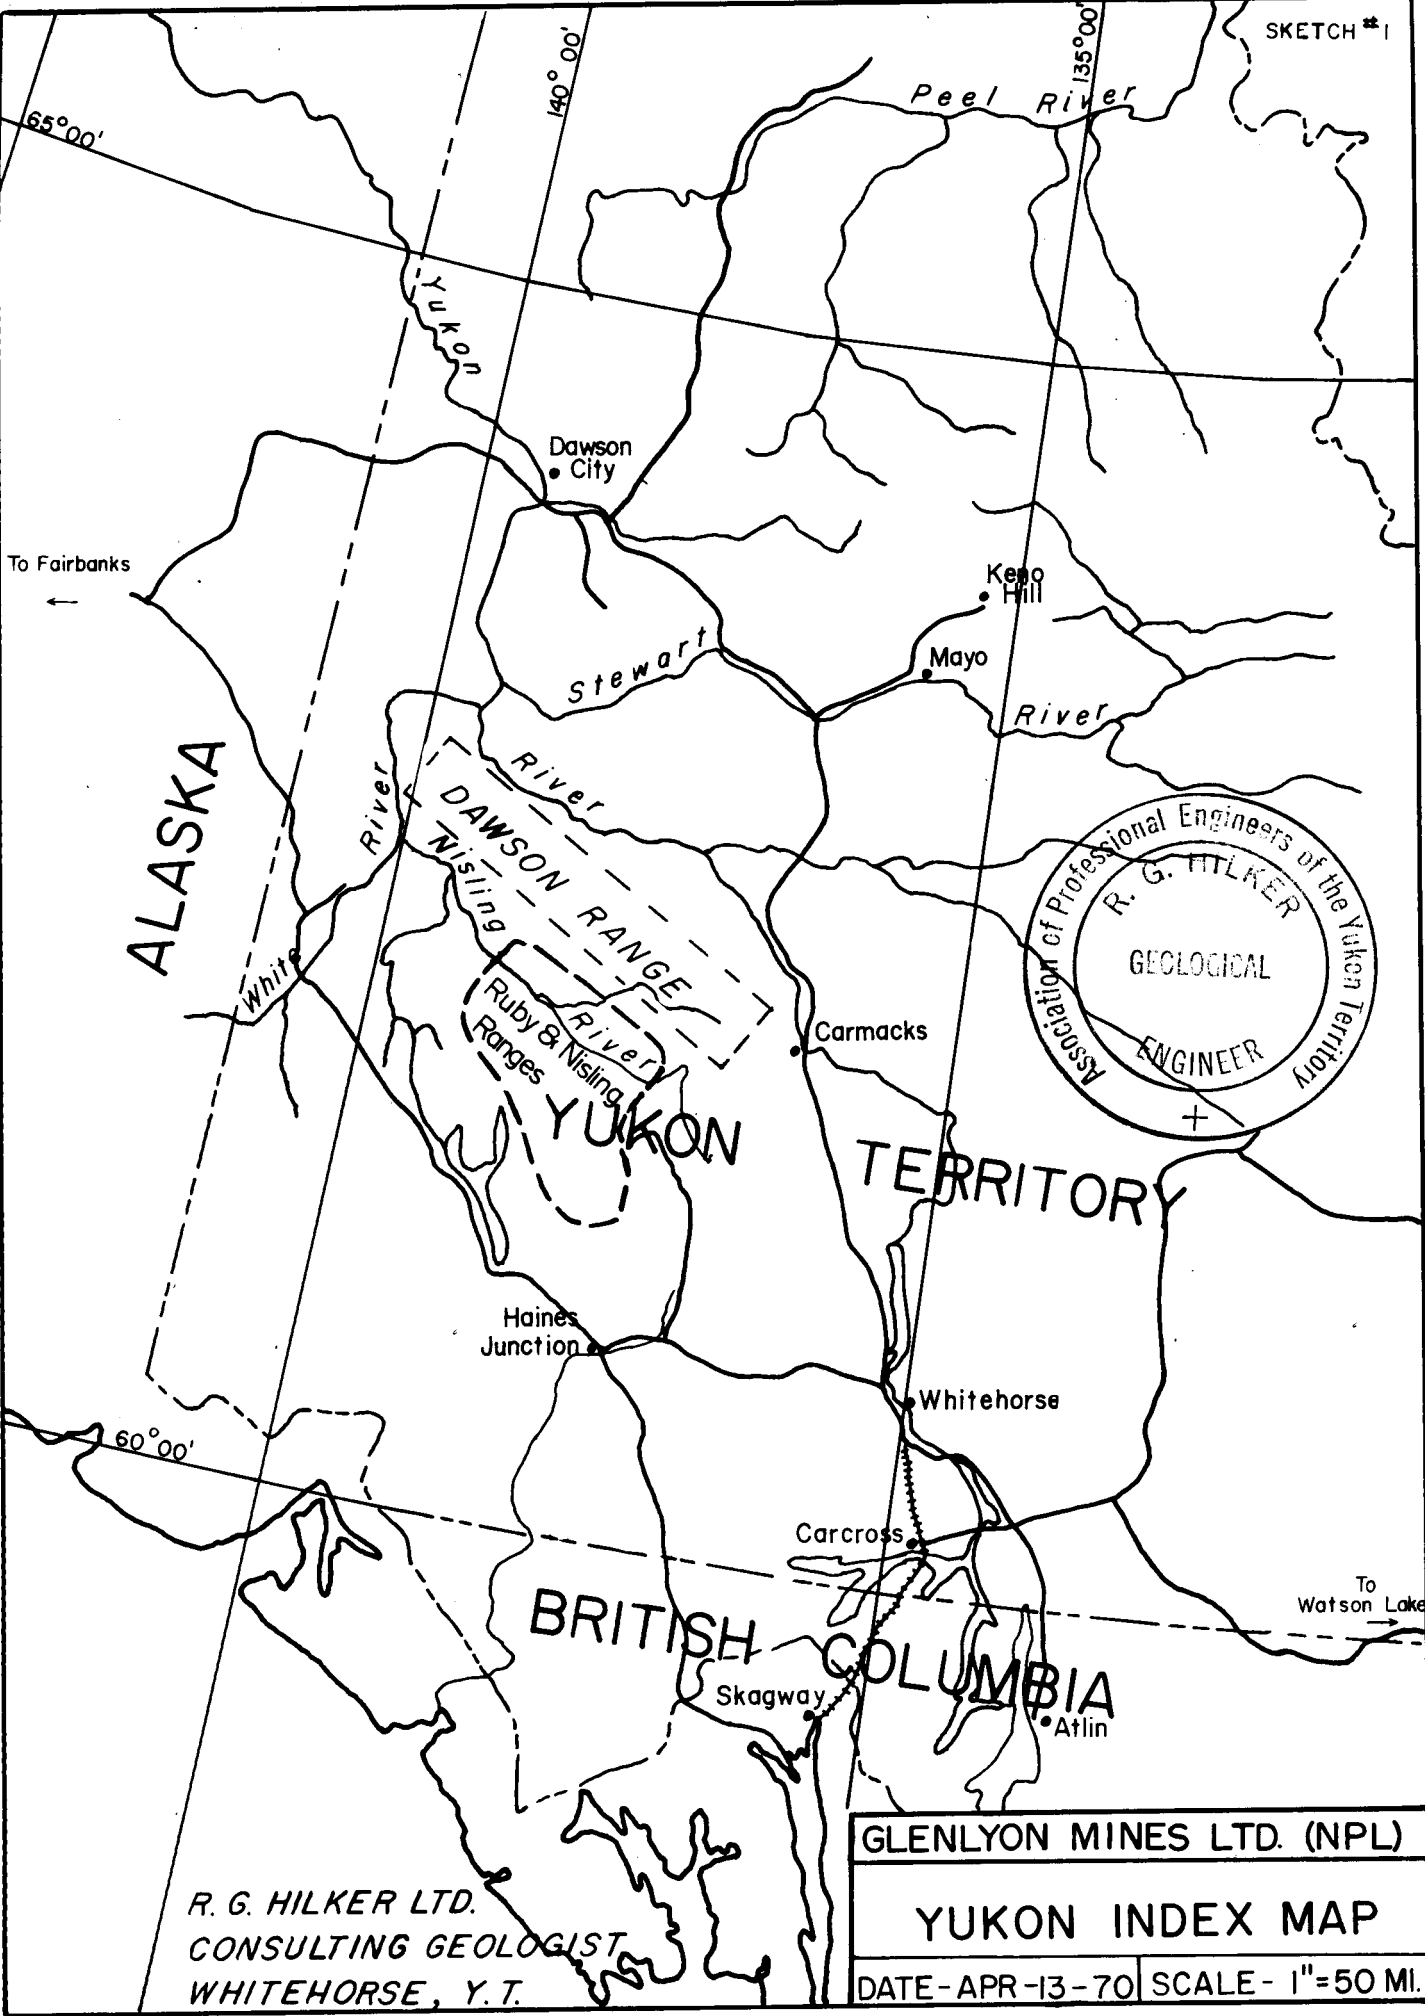 SKETCH #1
140° 00'
135°00'
65°00'
Peel River
Yukon
Dawson
City
To Fairbanks
←
Keno
Hill
Mayo
Stewart
River
River
River
ALASKA
DAWSON RANGE
Nisling
River
White
Ruby & Nisling
Ranges
Carmacks
YUKON
TERRITORY
Association of Professional Engineers of the Yukon Territory
R. G. HILKER
GEOLOGICAL
ENGINEER
Haines
Junction
Whitehorse
60°00'
Carcross
To
Watson Lake
→
BRITISH COLUMBIA
Skagway
Atlin
GLENLYON MINES LTD. (NPL)
YUKON INDEX MAP
DATE-APR-13-70 SCALE- 1"=50 MI.
R. G. HILKER LTD.
CONSULTING GEOLOGIST
WHITEHORSE, Y.T.